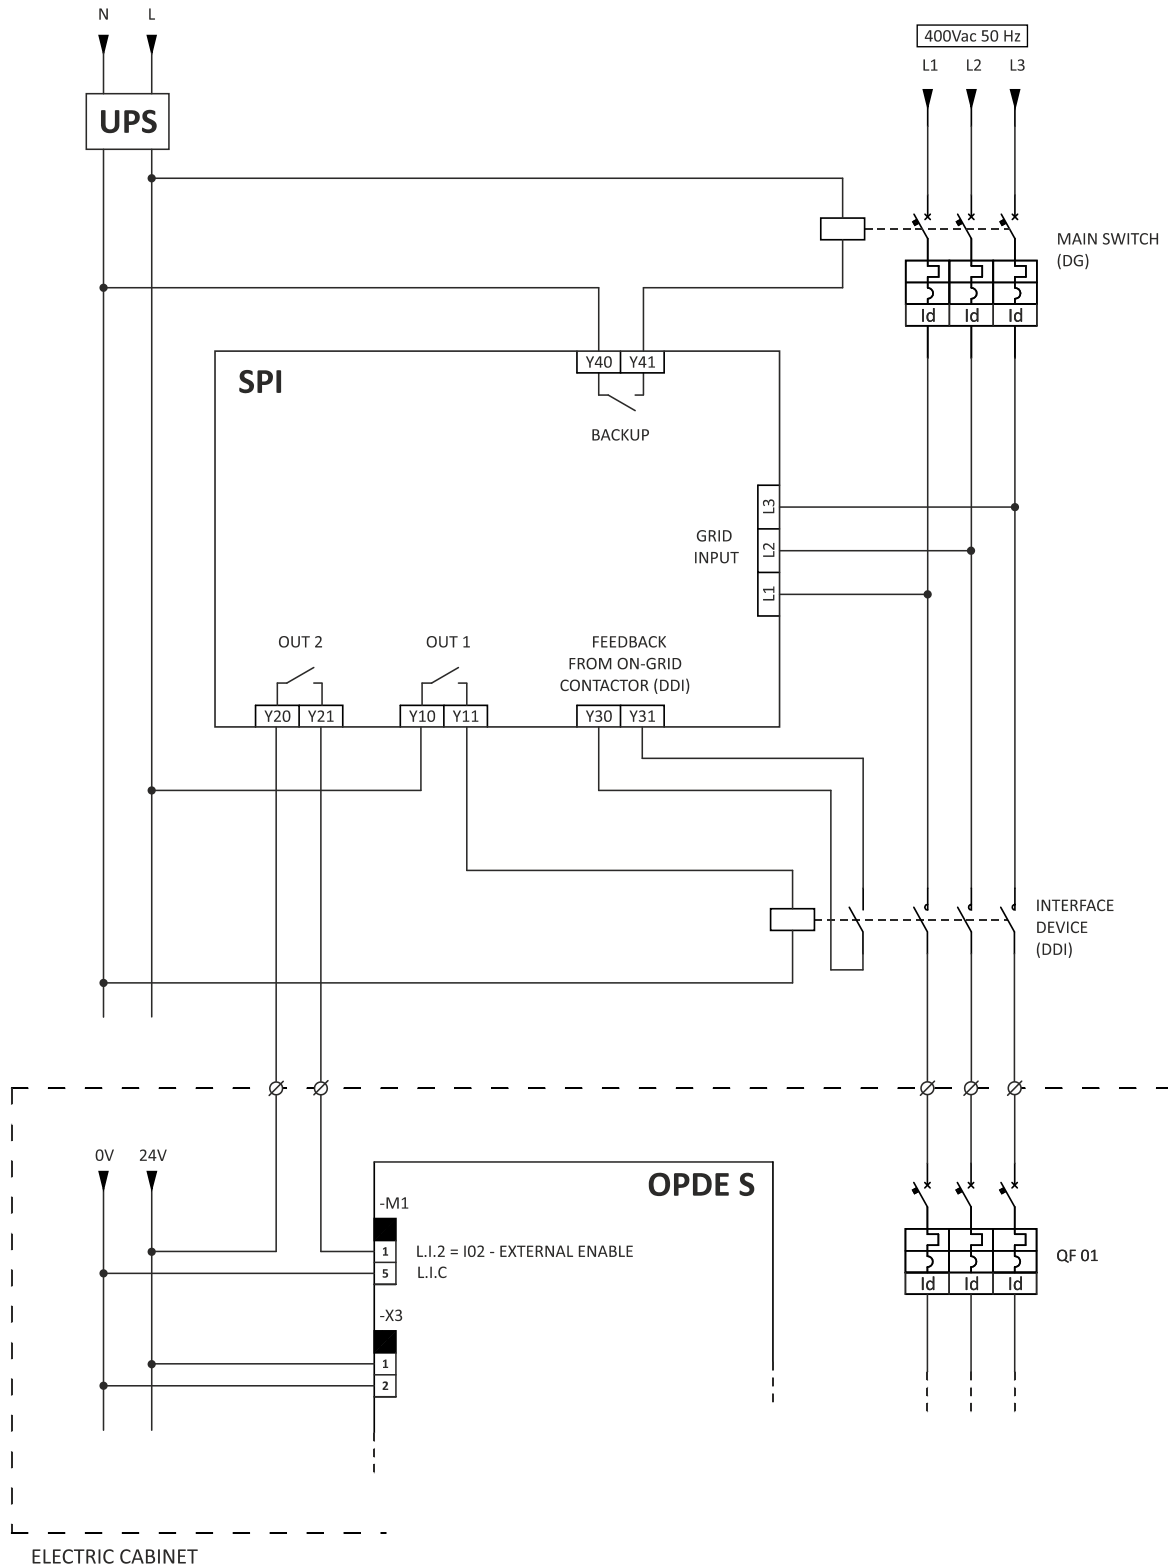 N L
400Vac 50 Hz
L1 L2 L3
UPS
MAIN SWITCH
(DG)
Id Id Id
Y40 Y41
SPI
BACKUP
L3
GRID
INPUT
L2
L1
OUT 2
OUT 1
FEEDBACK
FROM ON-GRID
CONTACTOR (DDI)
Y20 Y21
Y10 Y11
Y30 Y31
INTERFACE
DEVICE
(DDI)
0V 24V
OPDE S
-M1
1 L.I.2 = I02 - EXTERNAL ENABLE
5 L.I.C
QF 01
Id Id Id
-X3
1
2
ELECTRIC CABINET